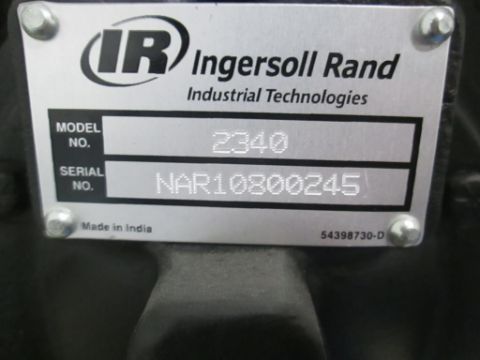 IR Ingersoll Rand
Industrial Technologies
MODEL NO. 2340
SERIAL NO. NAR10800245
Made in India 54398730-D